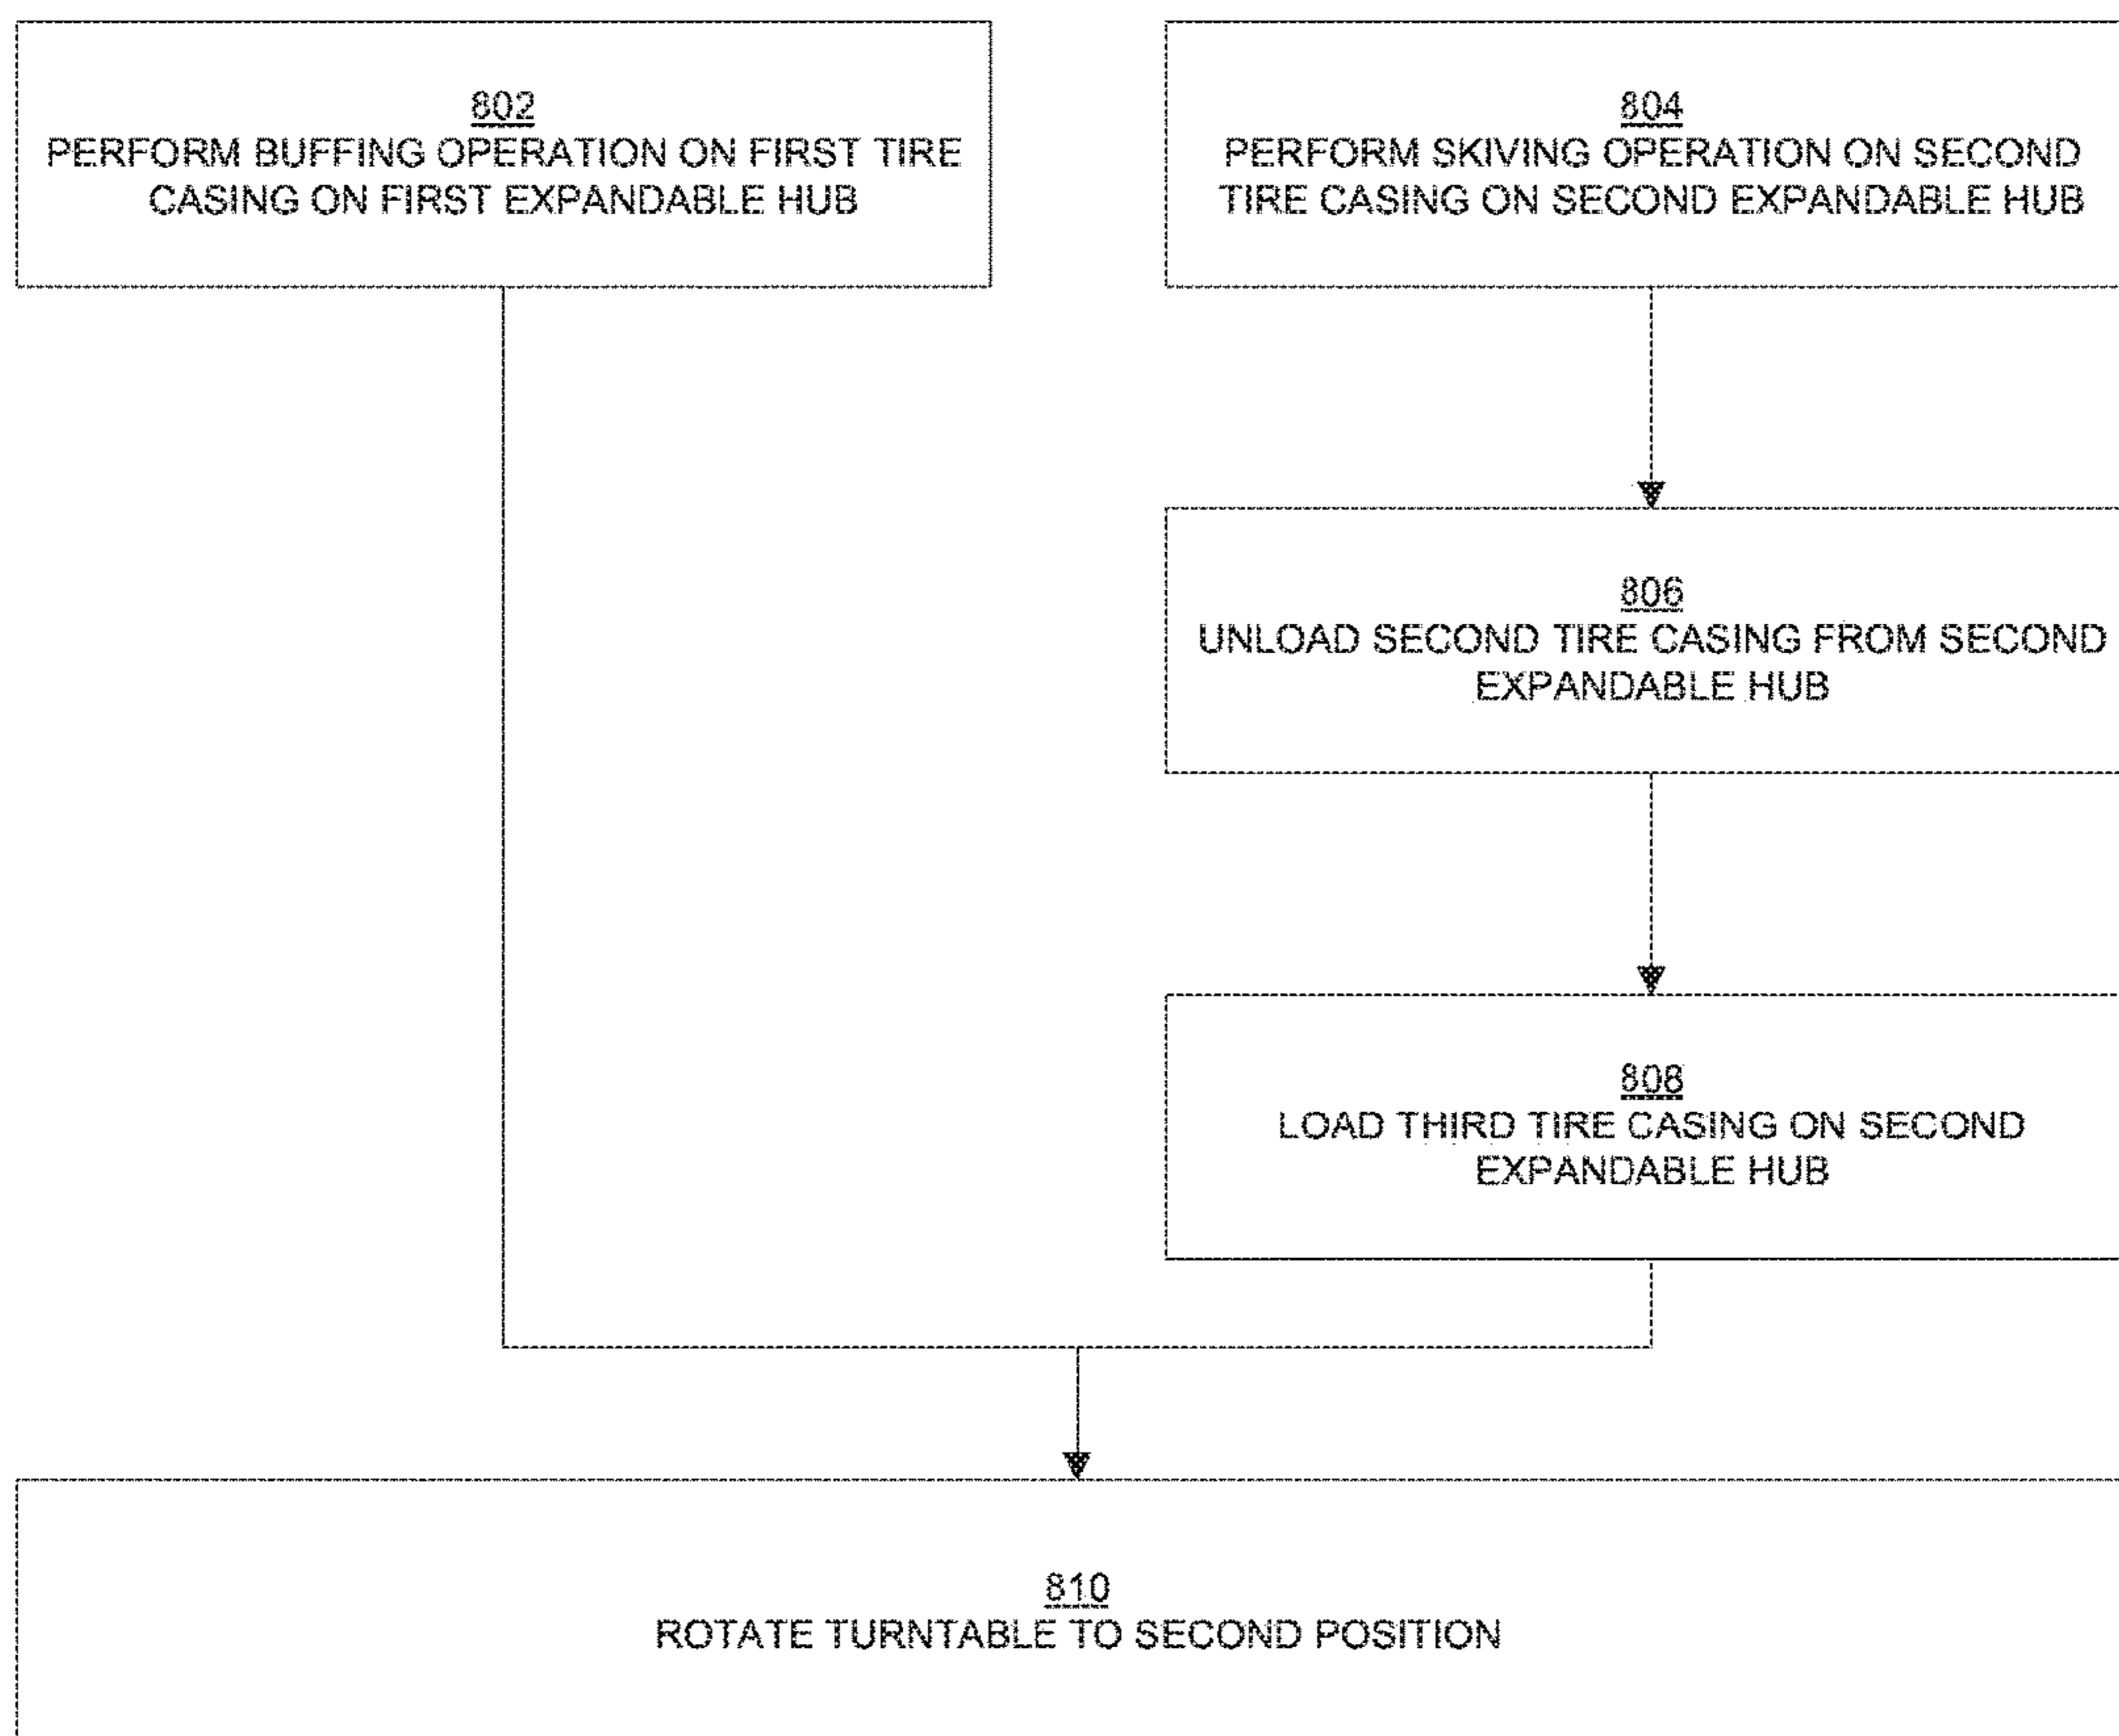 802
PERFORM BUFFING OPERATION ON FIRST TIRE
CASING ON FIRST EXPANDABLE HUB
804
PERFORM SKIVING OPERATION ON SECOND
TIRE CASING ON SECOND EXPANDABLE HUB
806
UNLOAD SECOND TIRE CASING FROM SECOND
EXPANDABLE HUB
808
LOAD THIRD TIRE CASING ON SECOND
EXPANDABLE HUB
810
ROTATE TURNTABLE TO SECOND POSITION